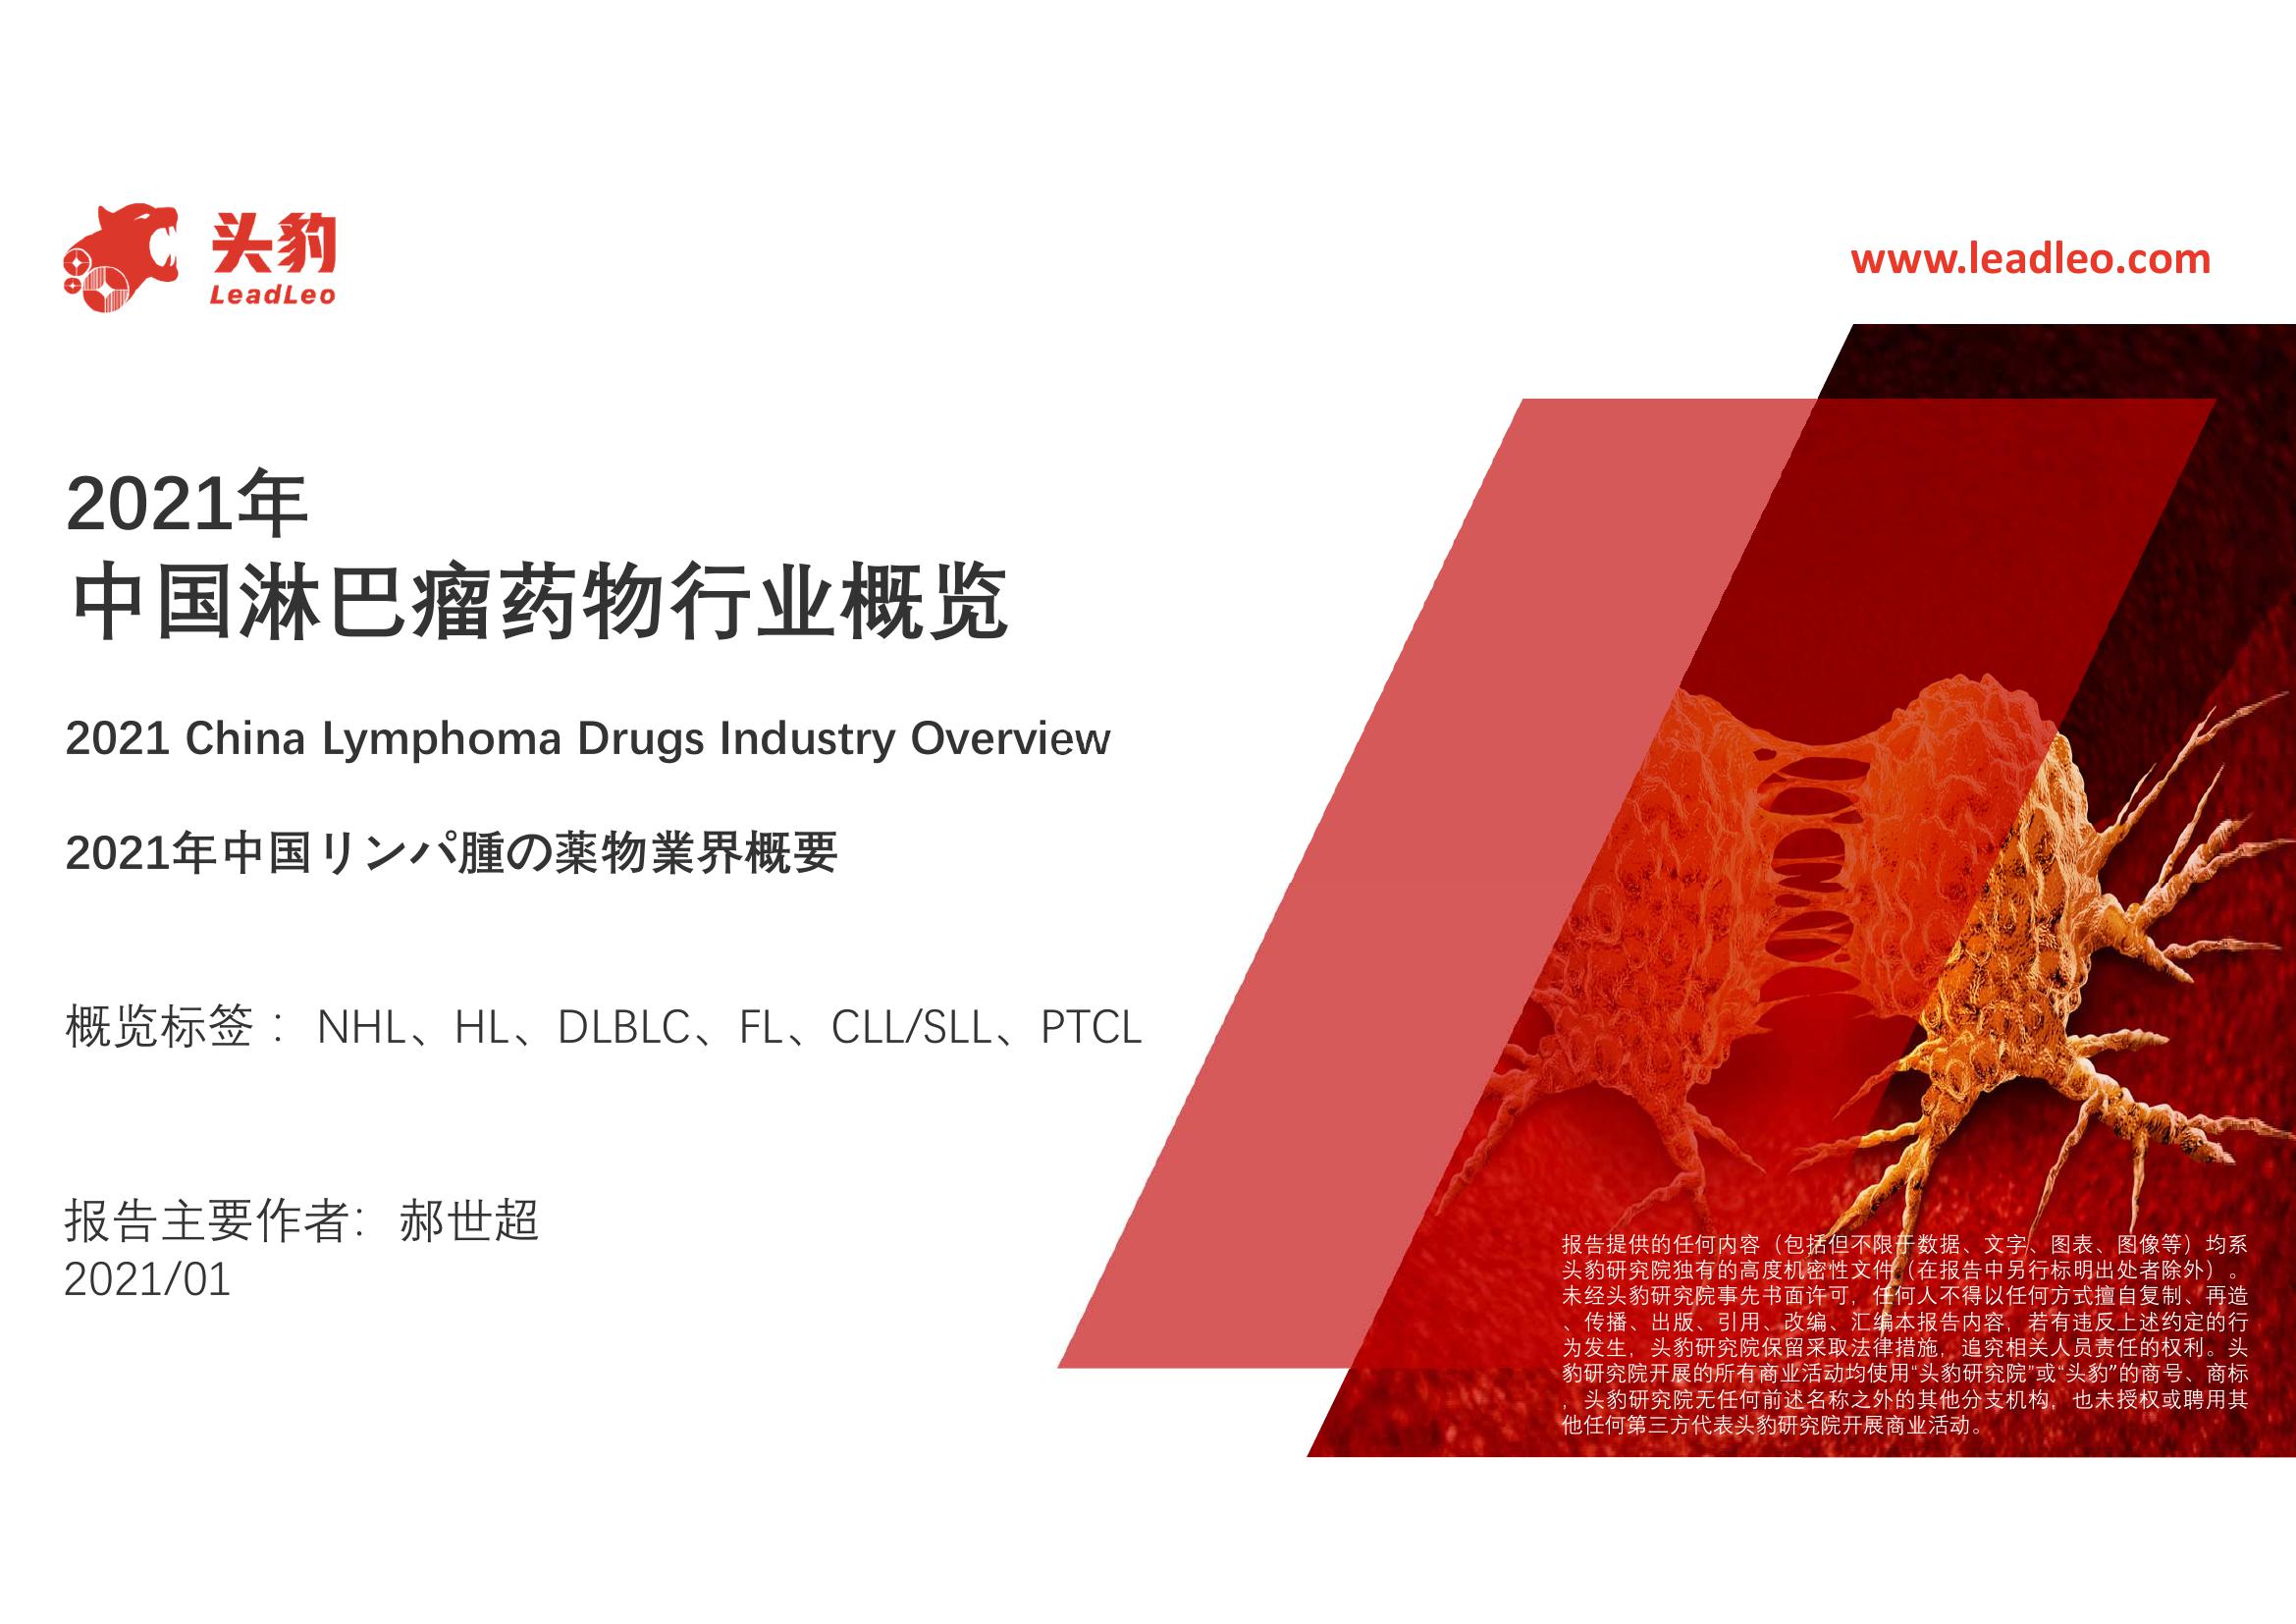 头豹
LeadLeo
www.leadleo.com
2021年
中国淋巴瘤药物行业概览
2021 China Lymphoma Drugs Industry Overview
2021年中国リンパ腫の薬物業界概要
概览标签： NHL、HL、DLBLC、FL、CLL/SLL、PTCL
报告主要作者：郝世超
2021/01
报告提供的任何内容（包括但不限于数据、文字、图表、图像等）均系
头豹研究院独有的高度机密性文件（在报告中另行标明出处者除外）。
未经头豹研究院事先书面许可，任何人不得以任何方式擅自复制、再造
、传播、出版、引用、改编、汇编本报告内容，若有违反上述约定的行
为发生，头豹研究院保留采取法律措施，追究相关人员责任的权利。头
豹研究院开展的所有商业活动均使用“头豹研究院”或“头豹”的商号、商标
，头豹研究院无任何前述名称之外的其他分支机构，也未授权或聘用其
他任何第三方代表头豹研究院开展商业活动。